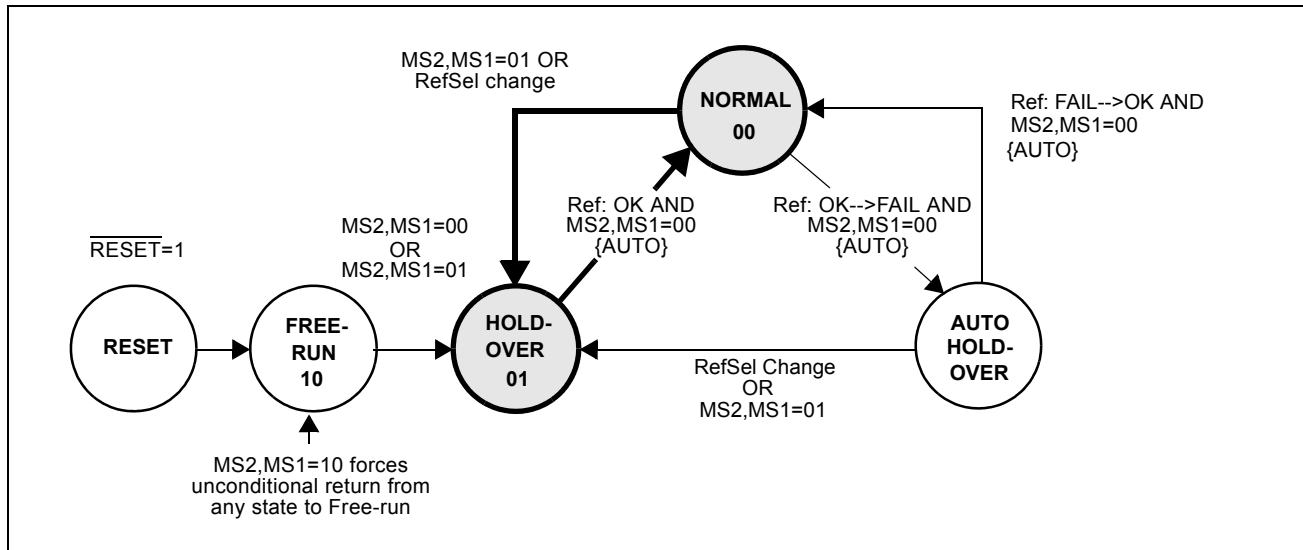 MS2,MS1=01 OR
RefSel change
NORMAL
00
Ref: FAIL-->OK AND
MS2,MS1=00
{AUTO}
Ref: OK AND
MS2,MS1=00
{AUTO}
Ref: OK-->FAIL AND
MS2,MS1=00
{AUTO}
MS2,MS1=00
OR
MS2,MS1=01
RESET=1
RESET
FREE-
RUN
10
HOLD-
OVER
01
AUTO
HOLD-
OVER
RefSel Change
OR
MS2,MS1=01
MS2,MS1=10 forces
unconditional return from
any state to Free-run